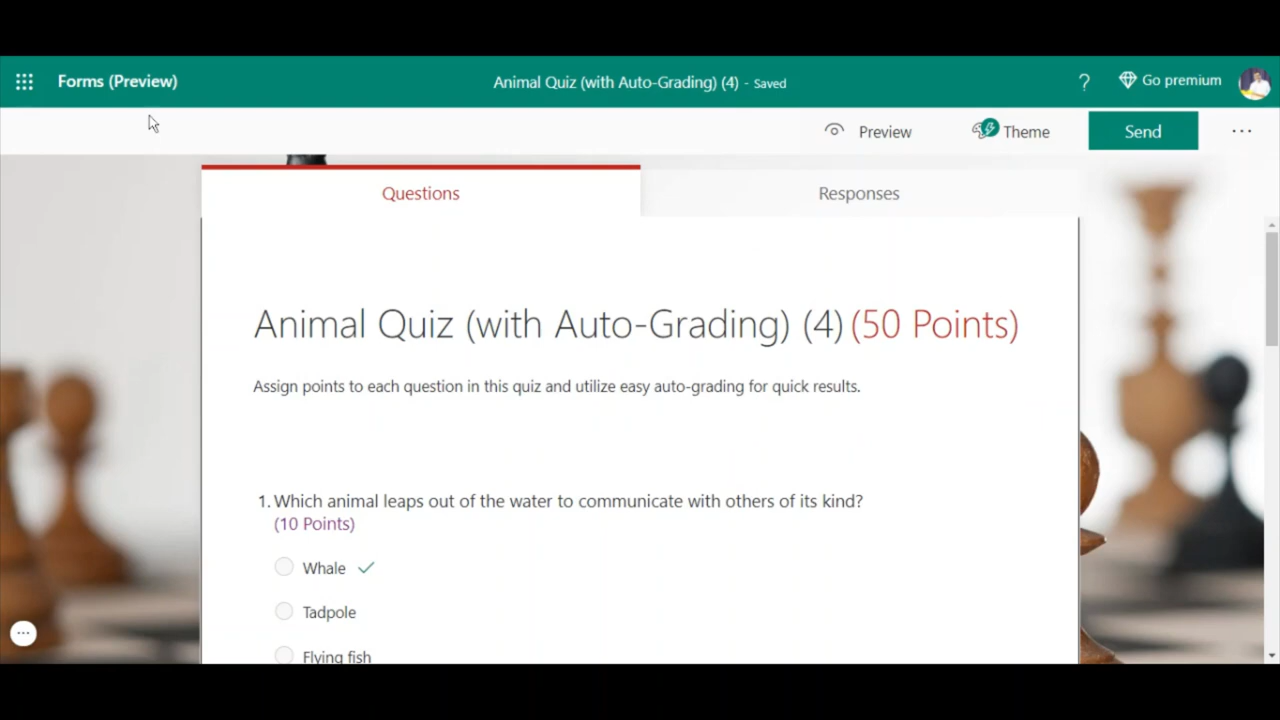 Forms (Preview)
Animal Quiz (with Auto-Grading) (4) - Saved
?
Go premium
Preview
Theme
Send
Questions
Responses
Animal Quiz (with Auto-Grading) (4) (50 Points)
Assign points to each question in this quiz and utilize easy auto-grading for quick results.
1. Which animal leaps out of the water to communicate with others of its kind?
(10 Points)
Whale
Tadpole
Flying fish